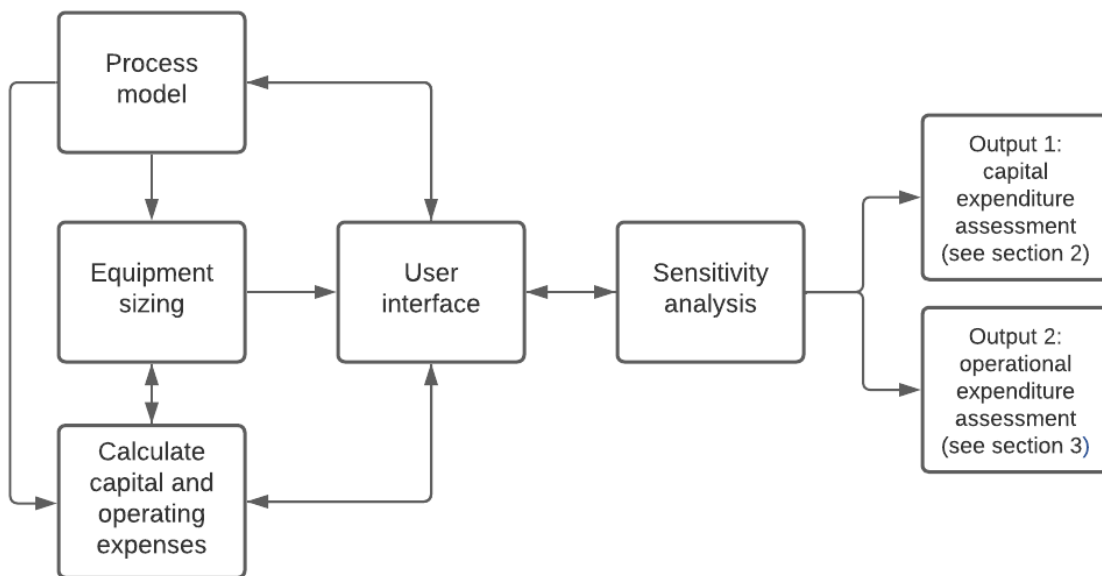 Process
model
Equipment
sizing
Calculate
capital and
operating
expenses
User
interface
Sensitivity
analysis
Output 1:
capital
expenditure
assessment
(see section 2)
Output 2:
operational
expenditure
assessment
(see section 3)